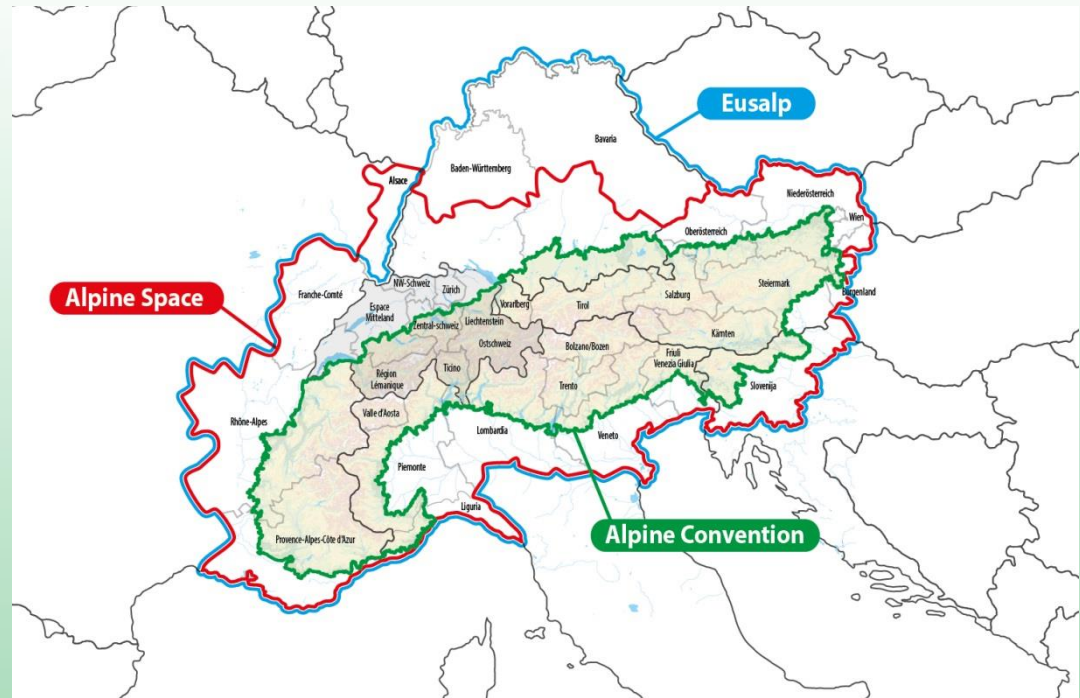 Eusalp
Bavaria
Baden-Württemberg
Alsace
Niederösterreich
Wien
Oberösterreich
Alpine Space
Franche-Comté
NW-Schweiz
Zürich
Espace
Mitteland
Zentral-schweiz
Liechtenstein
Vorarlberg
Tirol
Salzburg
Steiermark
Burgenland
Ostschweiz
Kärnten
Bolzano/Bozen
Région
Lémanique
Ticino
Friuli
Venezia Giulia
Trento
Slovenija
Valle d'Aosta
Rhône-Alpes
Lombardia
Veneto
Piemonte
Liguria
Alpine Convention
Provence-Alpes-Côte d'Azur